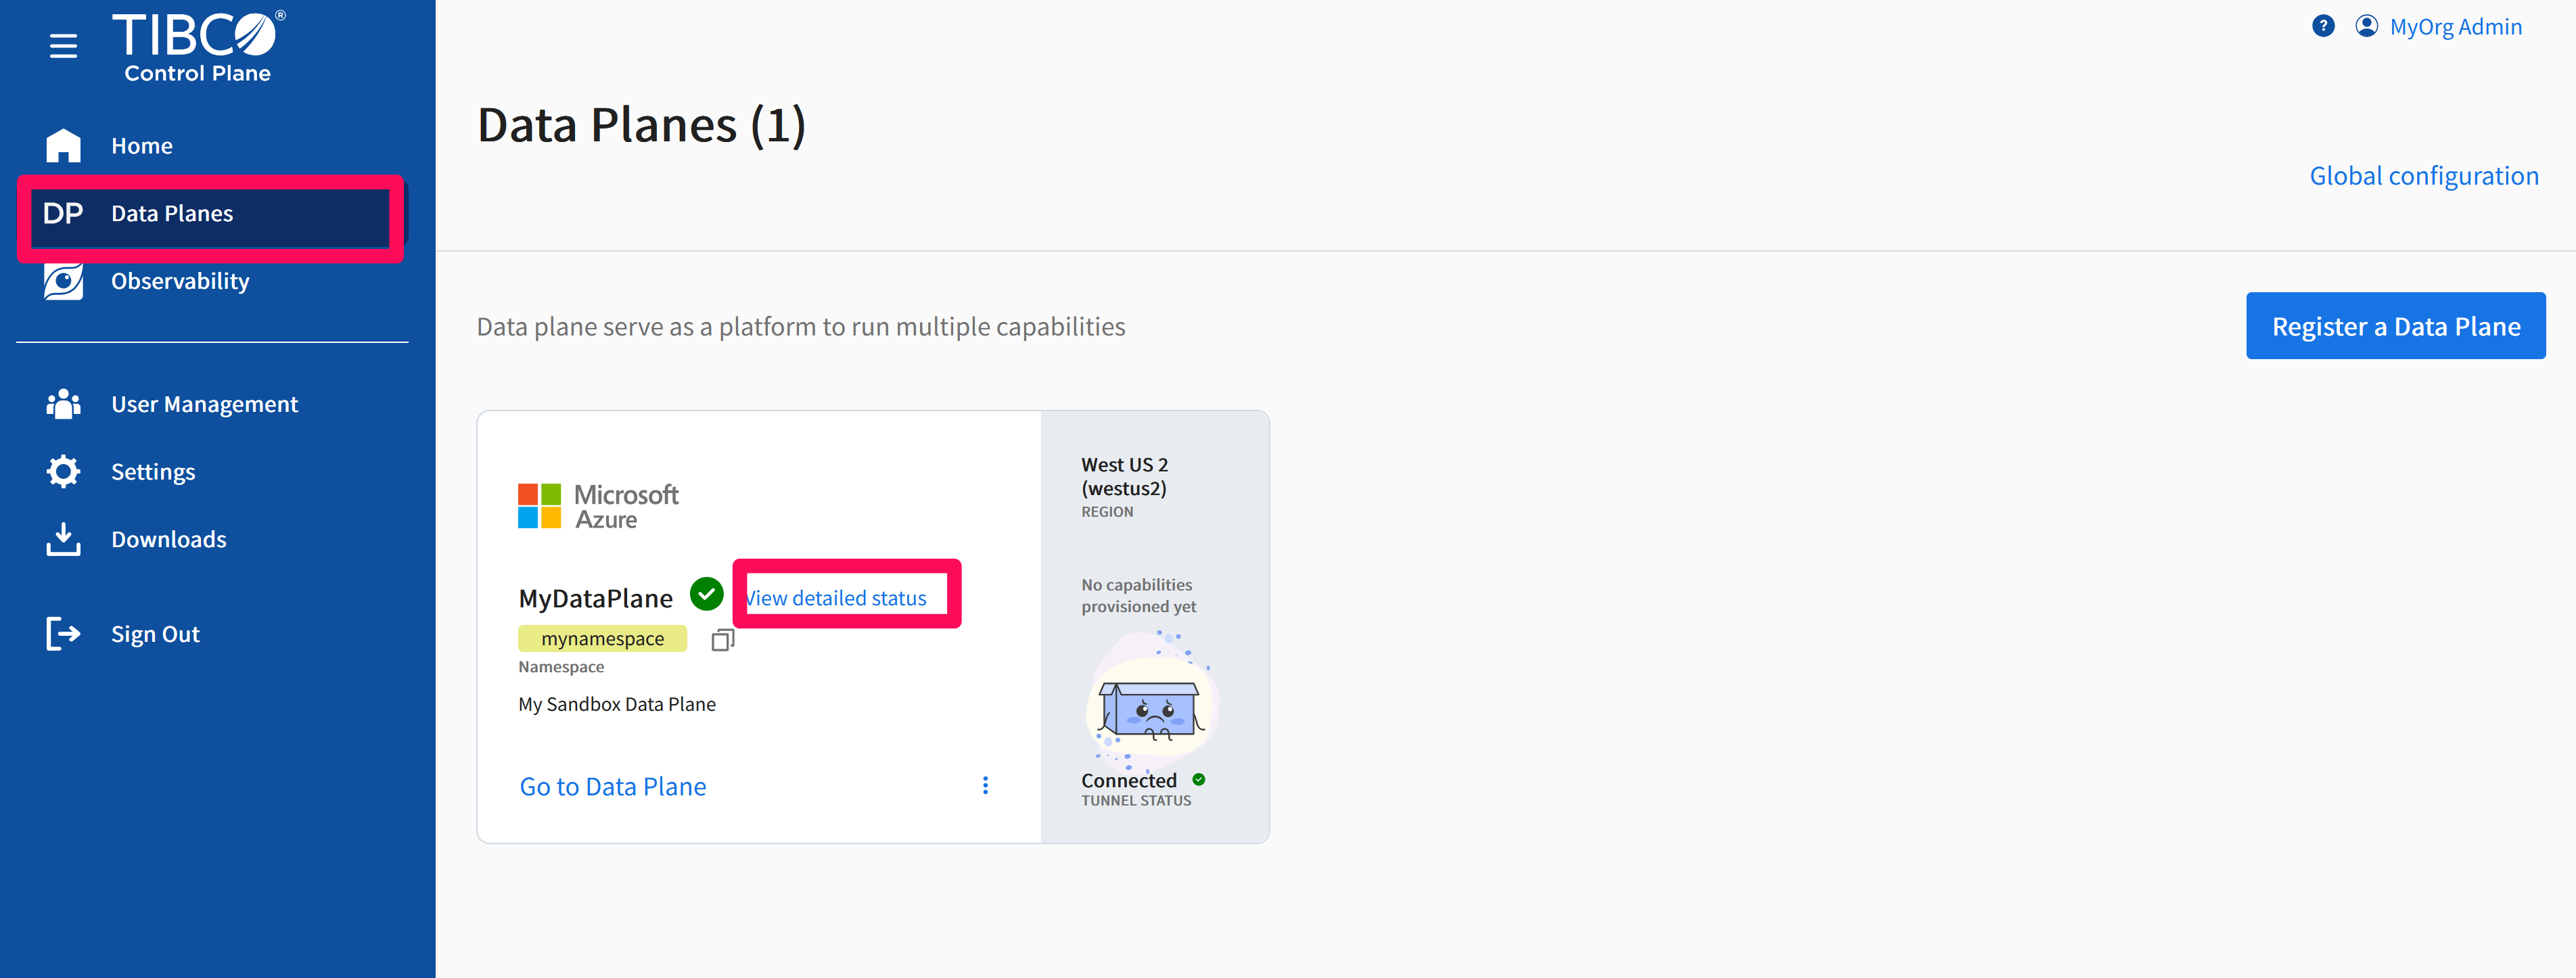 TIBCO®
Control Plane
Home
DP Data Planes
Observability
User Management
Settings
Downloads
Sign Out
? MyOrg Admin
Data Planes (1)
Global configuration
Data plane serve as a platform to run multiple capabilities
Register a Data Plane
Microsoft
Azure
MyDataPlane View detailed status
mynamespace
Namespace
My Sandbox Data Plane
Go to Data Plane
West US 2
(westus2)
REGION
No capabilities
provisioned yet
Connected
TUNNEL STATUS